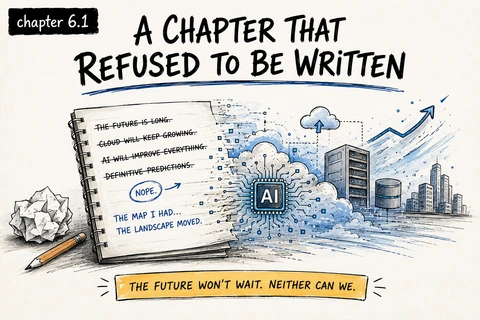 chapter 6.1
A CHAPTER THAT
REFUSED TO BE WRITTEN
THE FUTURE IS LONG.
CLOUD WILL KEEP GROWING.
AI WILL IMPROVE EVERYTHING.
DEFINITIVE PREDICTIONS.
NOPE.
THE MAP I HAD...
THE LANDSCAPE MOVED.
AI
THE FUTURE WON'T WAIT. NEITHER CAN WE.